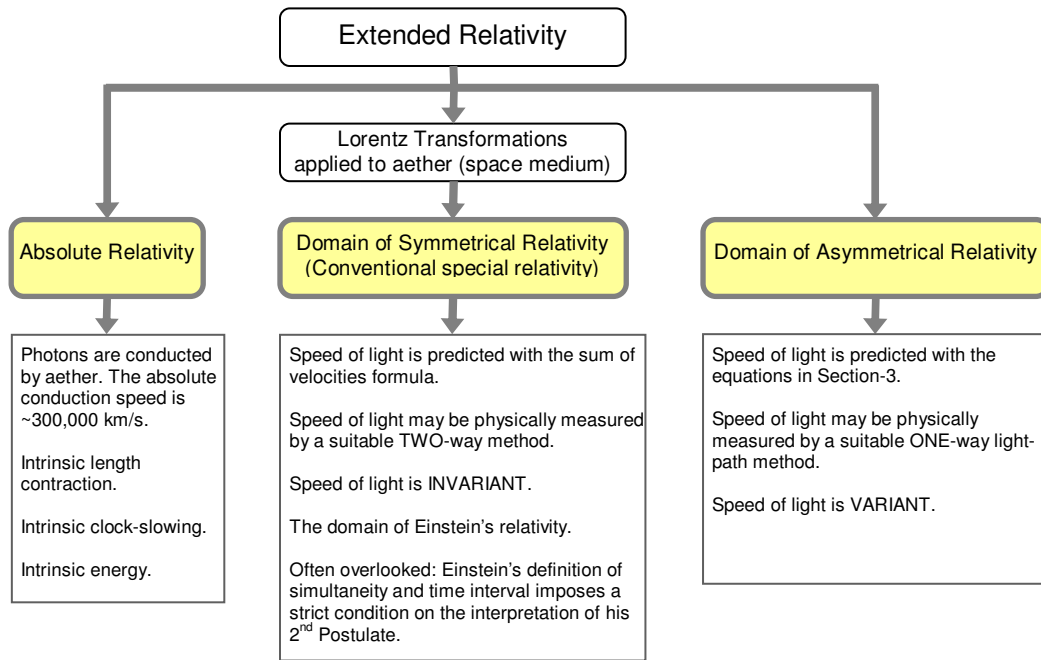 Extended Relativity
Lorentz Transformations
applied to aether (space medium)
Absolute Relativity
Domain of Symmetrical Relativity
(Conventional special relativity)
Domain of Asymmetrical Relativity
Photons are conducted
by aether. The absolute
conduction speed is
~300,000 km/s.
Intrinsic length
contraction.
Intrinsic clock-slowing.
Intrinsic energy.
Speed of light is predicted with the sum of
velocities formula.
Speed of light may be physically measured
by a suitable TWO-way method.
Speed of light is INVARIANT.
The domain of Einstein's relativity.
Often overlooked: Einstein's definition of
simultaneity and time interval imposes a
strict condition on the interpretation of his
2nd Postulate.
Speed of light is predicted with the
equations in Section-3.
Speed of light may be physically
measured by a suitable ONE-way light-
path method.
Speed of light is VARIANT.